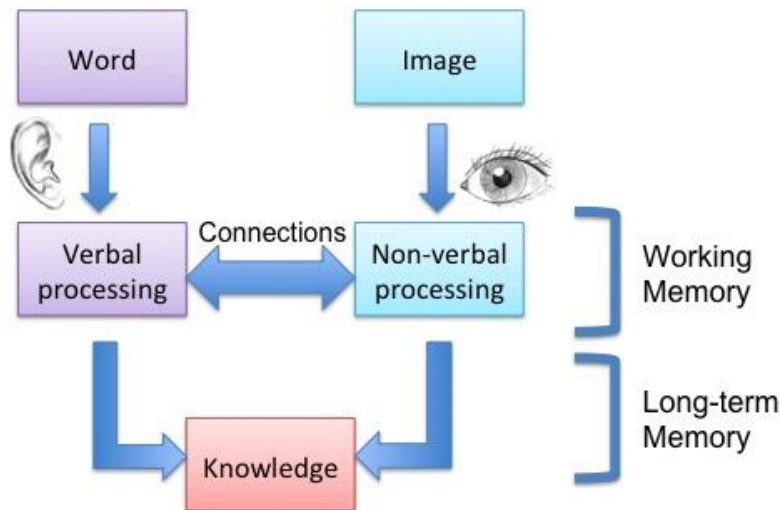 Word
Image
Connections
Verbal
processing
Non-verbal
processing
Working
Memory
Long-term
Memory
Knowledge